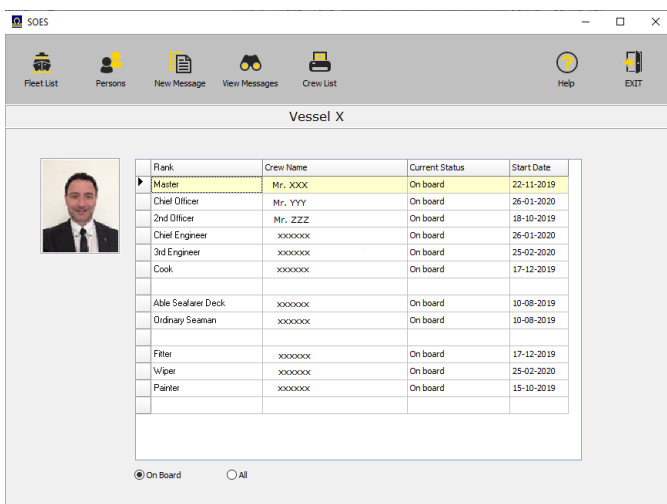 SOES
Fleet List Persons New Message View Messages Crew List Help EXIT
Vessel X
Rank Crew Name Current Status Start Date
Master Mr. XXX On board 22-11-2019
Chief Officer Mr. YYY On board 26-01-2020
2nd Officer Mr. ZZZ On board 18-10-2019
Chief Engineer xxxxxx On board 26-01-2020
3rd Engineer xxxxxx On board 25-02-2020
Cook xxxxxx On board 17-12-2019
Able Seafarer Deck xxxxxx On board 10-08-2019
Ordinary Seaman xxxxxx On board 10-08-2019
Fitter xxxxxx On board 17-12-2019
Wiper xxxxxx On board 25-02-2020
Painter xxxxxx On board 15-10-2019
On Board All